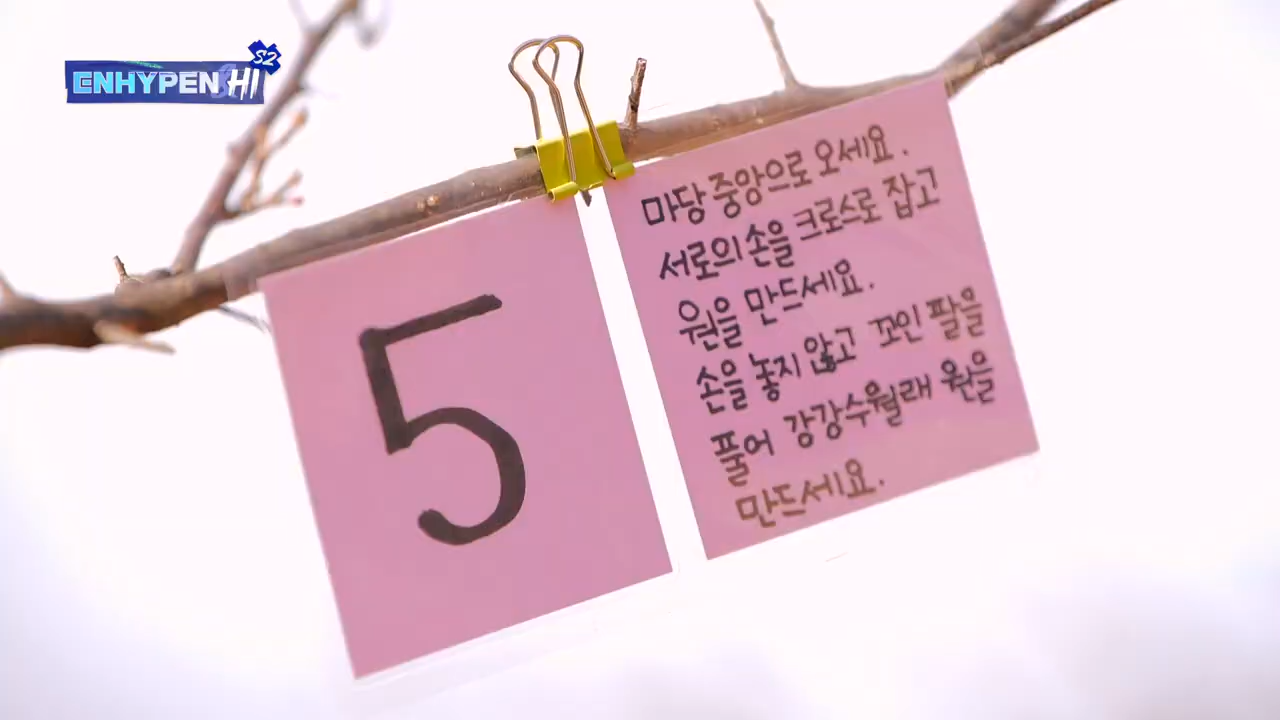 ENHYPEN&HI
S2
5
마당 중앙으로 오세요.
서로의 손을 크로스로 잡고
원을 만드세요.
손을 놓지 않고 꼬인 팔을
풀어 강강수월래 원을
만드세요.